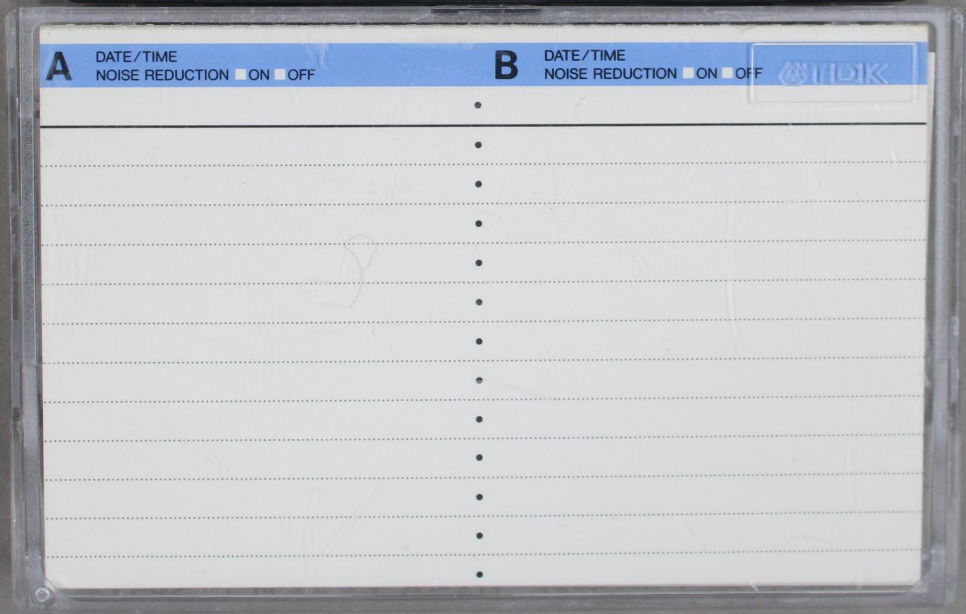 A
DATE/TIME
NOISE REDUCTION ON OFF
B
DATE/TIME
NOISE REDUCTION ON OFF
TDK